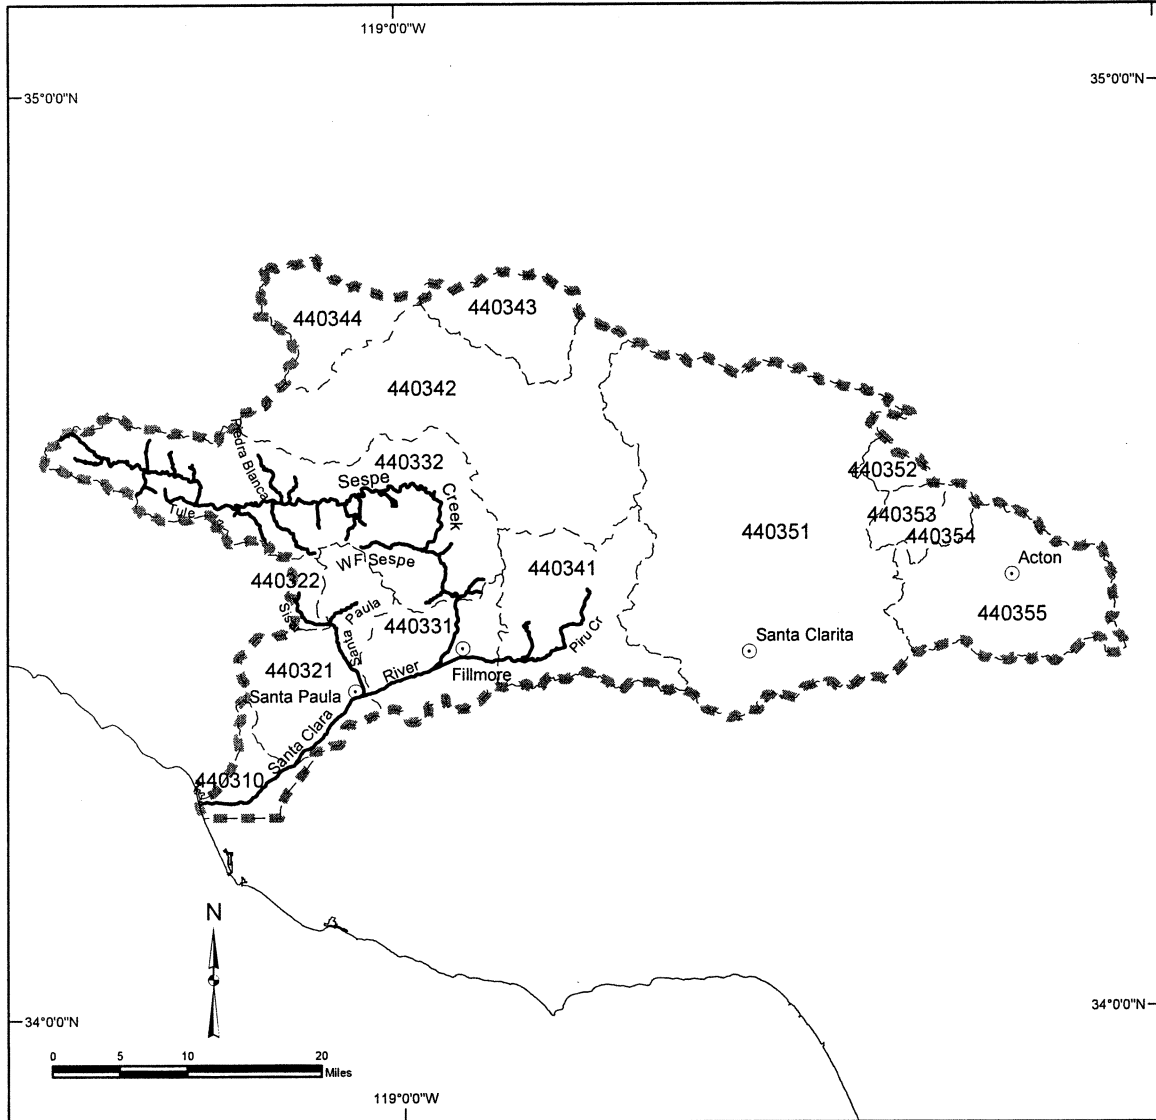 119°0'0"W
35°0'0"N
35°0'0"N
440344
440343
440342
Piedra Blanca
440332
Sespe
Creek
440352
Tule
440353
440351
440354
WF Sespe
440322
440341
Acton
Sisar
Paula
Santa
440331
440355
Piru Cr
Santa Clarita
440321
River
Fillmore
Santa Paula
Santa Clara
440310
N
34°0'0"N
34°0'0"N
0 5 10 20
Miles
119°0'0"W